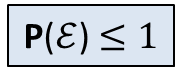 𝐏(ℰ) ≤ 1